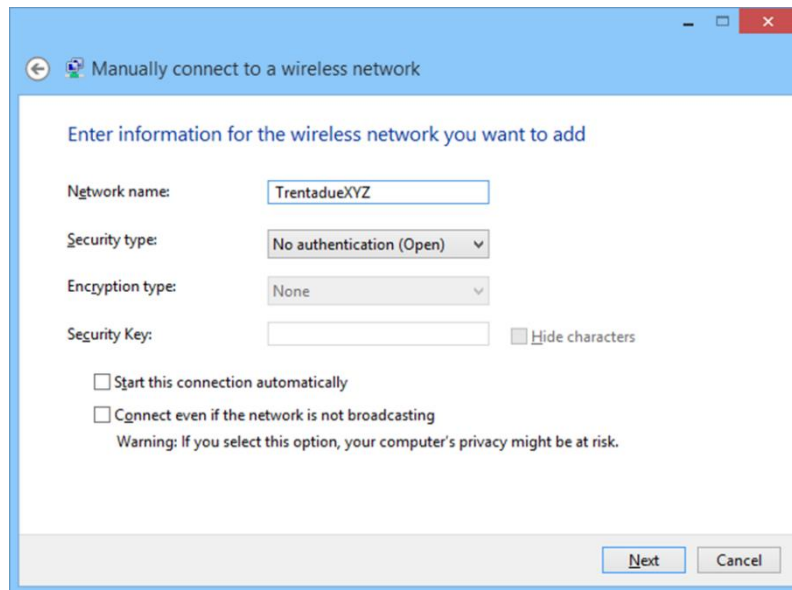 Manually connect to a wireless network
Enter information for the wireless network you want to add
Network name:
TrentadueXYZ
Security type:
No authentication (Open)
Encryption type:
None
Security Key:
Hide characters
Start this connection automatically
Connect even if the network is not broadcasting
Warning: If you select this option, your computer's privacy might be at risk.
Next
Cancel